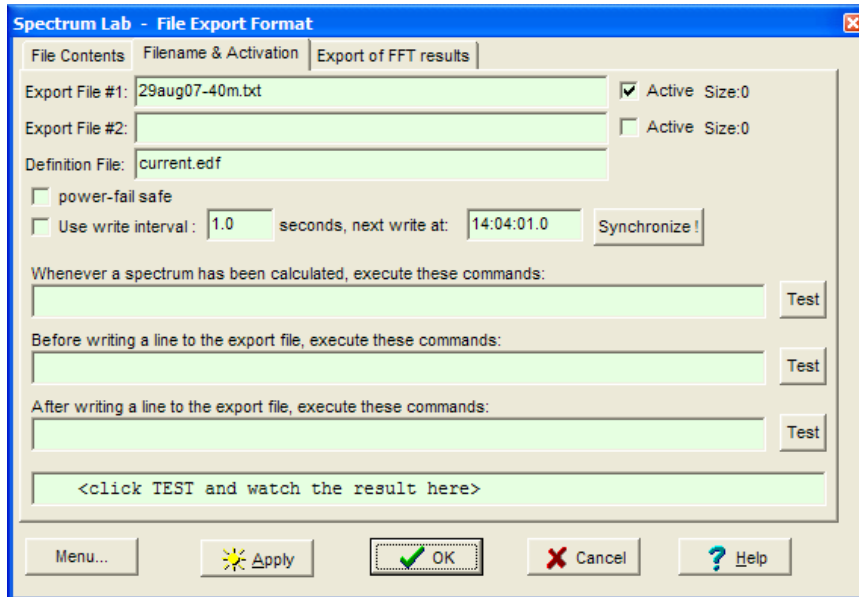 Spectrum Lab - File Export Format
File Contents Filename & Activation Export of FFT results
Export File #1: 29aug07-40m.txt Active Size:0
Export File #2: Active Size:0
Definition File: current.edf
power-fail safe
Use write interval : 1.0 seconds, next write at: 14:04:01.0 Synchronize !
Whenever a spectrum has been calculated, execute these commands:
Test
Before writing a line to the export file, execute these commands:
Test
After writing a line to the export file, execute these commands:
Test
<click TEST and watch the result here>
Menu... Apply OK Cancel Help